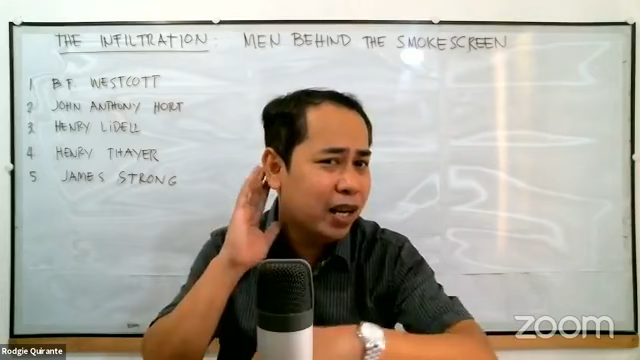 THE INFILTRATION: MEN BEHIND THE SMOKESCREEN
1 B.F. WESTCOTT
2 JOHN ANTHONY HORT
3 HENRY LIDELL
4 HENRY THAYER
5 JAMES STRONG
zoom
Rodgie Quirante